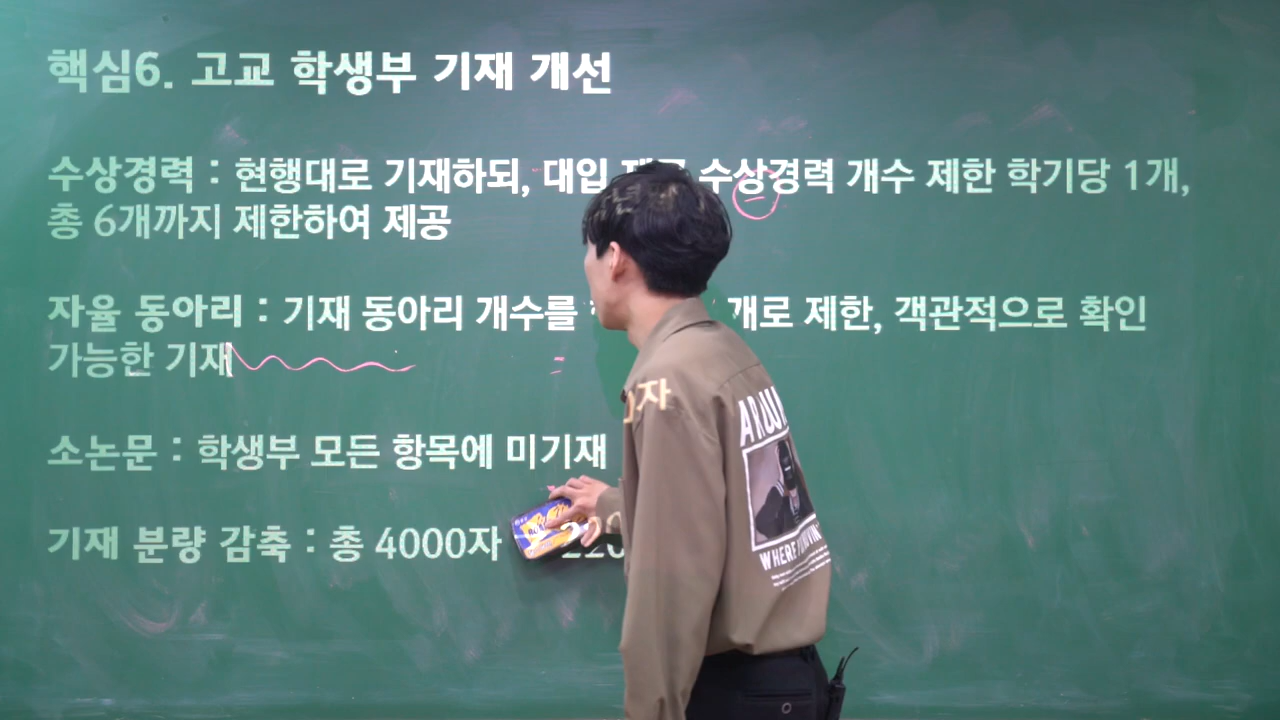 핵심6. 고교 학생부 기재 개선
수상경력 : 현행대로 기재하되, 대입 수상경력 개수 제한 학기당 1개,
총 6개까지 제한하여 제공
자율 동아리 : 기재 동아리 개수를 개로 제한, 객관적으로 확인
가능한 기재
소논문 : 학생부 모든 항목에 미기재
기재 분량 감축 : 총 4000자
자